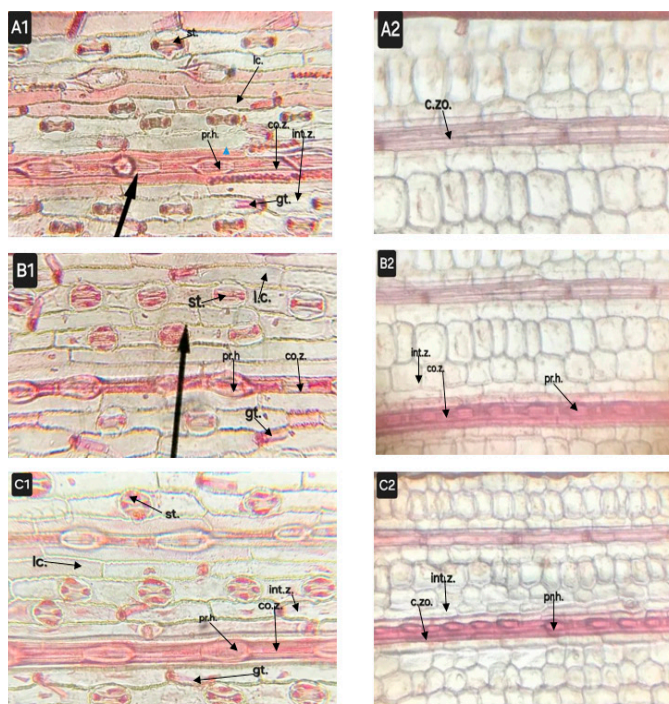 A1
st.
lc.
pr.h.
co.z.
int.z.
gt.
A2
c.zo.
B1
st.
l.c.
pr.h
co.z.
gt.
B2
int.z.
co.z.
pr.h.
C1
st.
lc.
int.z.
co.z.
pr.h.
gt.
C2
int.z.
c.zo.
pr.h.